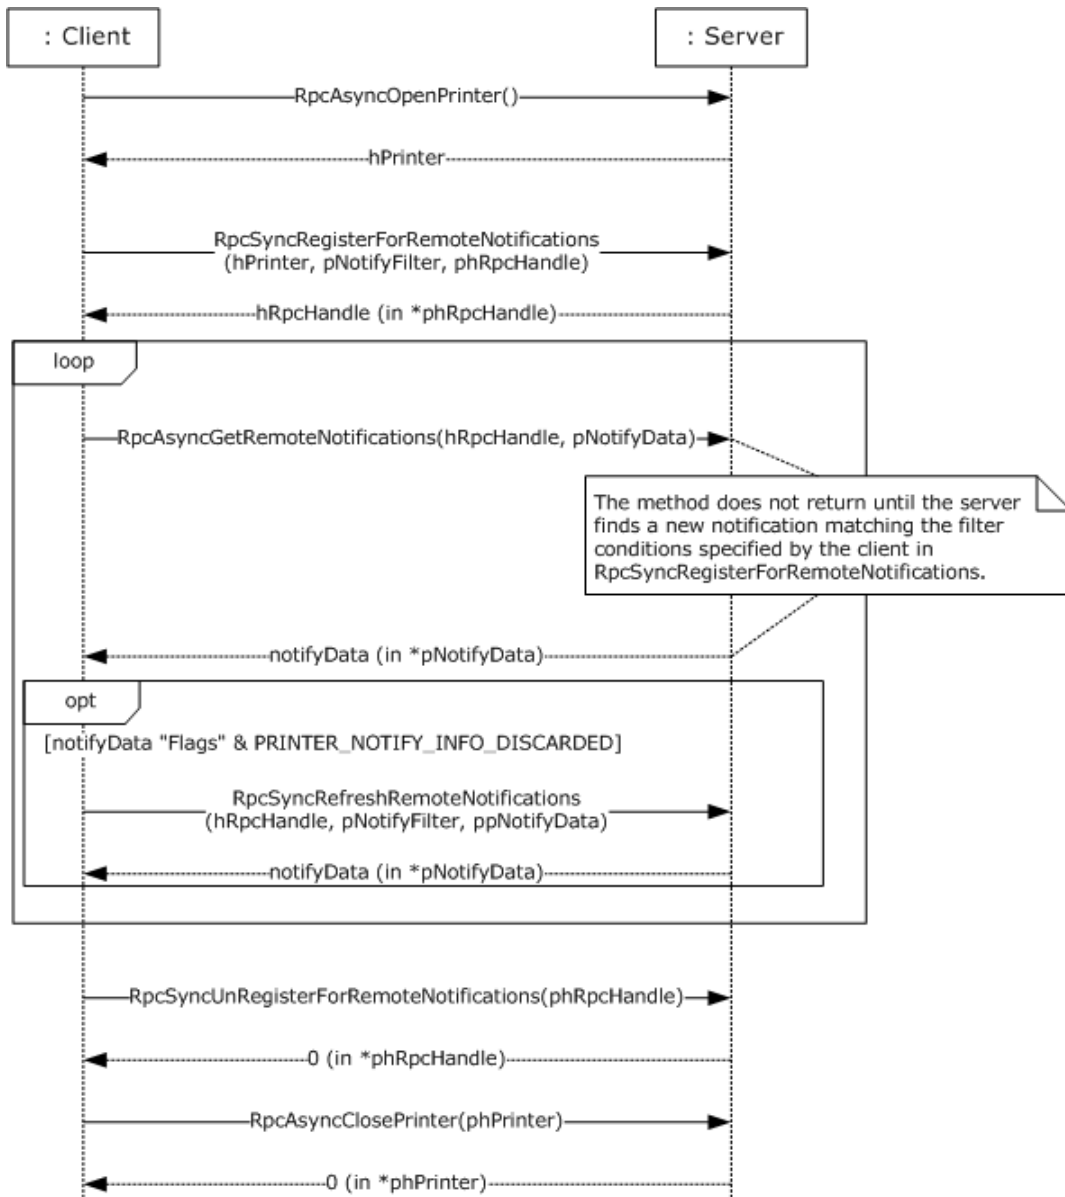 : Client
: Server
RpcAsyncOpenPrinter()
hPrinter
RpcSyncRegisterForRemoteNotifications
(hPrinter, pNotifyFilter, phRpcHandle)
hRpcHandle (in *phRpcHandle)
loop
RpcAsyncGetRemoteNotifications(hRpcHandle, pNotifyData)
The method does not return until the server
finds a new notification matching the filter
conditions specified by the client in
RpcSyncRegisterForRemoteNotifications.
notifyData (in *pNotifyData)
opt
[notifyData "Flags" & PRINTER_NOTIFY_INFO_DISCARDED]
RpcSyncRefreshRemoteNotifications
(hRpcHandle, pNotifyFilter, ppNotifyData)
notifyData (in *pNotifyData)
RpcSyncUnRegisterForRemoteNotifications(phRpcHandle)
0 (in *phRpcHandle)
RpcAsyncClosePrinter(phPrinter)
0 (in *phPrinter)